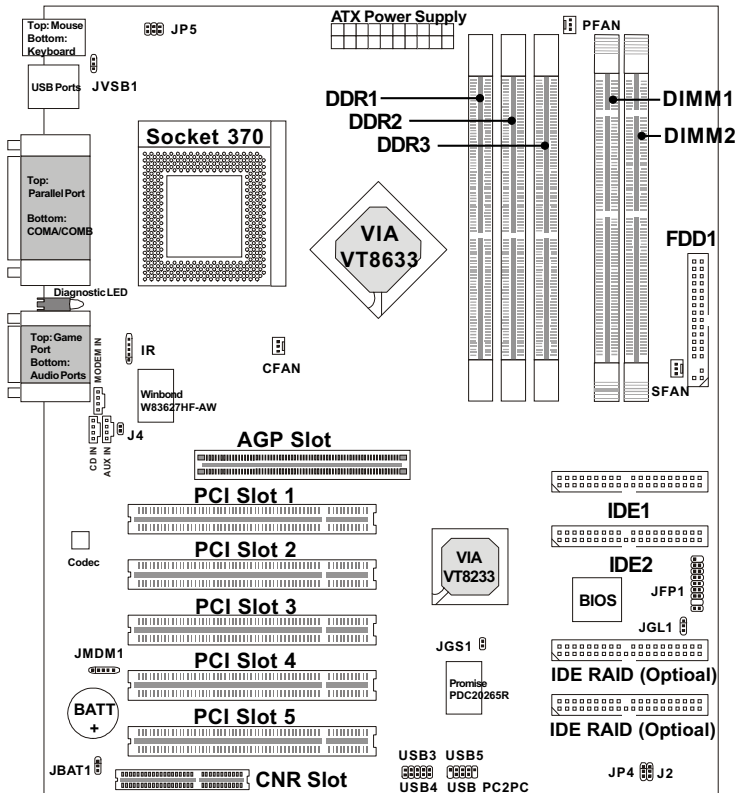 Top: Mouse
Bottom:
Keyboard
JP5
ATX Power Supply
PFAN
USB Ports
JVSB1
DDR1
DDR2
DDR3
DIMM1
DIMM2
Socket 370
Top:
Parallel Port
Bottom:
COMA/COMB
VIA
VT8633
FDD1
Diagnostic LED
Top: Game
Port
Bottom:
Audio Ports
MODEM IN
IR
CFAN
SFAN
Winbond
W83627HF-AW
CD IN
AUX IN
J4
AGP Slot
PCI Slot 1
IDE1
PCI Slot 2
Codec
VIA
VT8233
IDE2
BIOS
JFP1
PCI Slot 3
JGL1
JMDM1
PCI Slot 4
JGS1
IDE RAID (Optioal)
Promise
PDC20265R
BATT
+
PCI Slot 5
IDE RAID (Optioal)
JBAT1
CNR Slot
USB3
USB5
USB4
USB PC2PC
JP4
J2